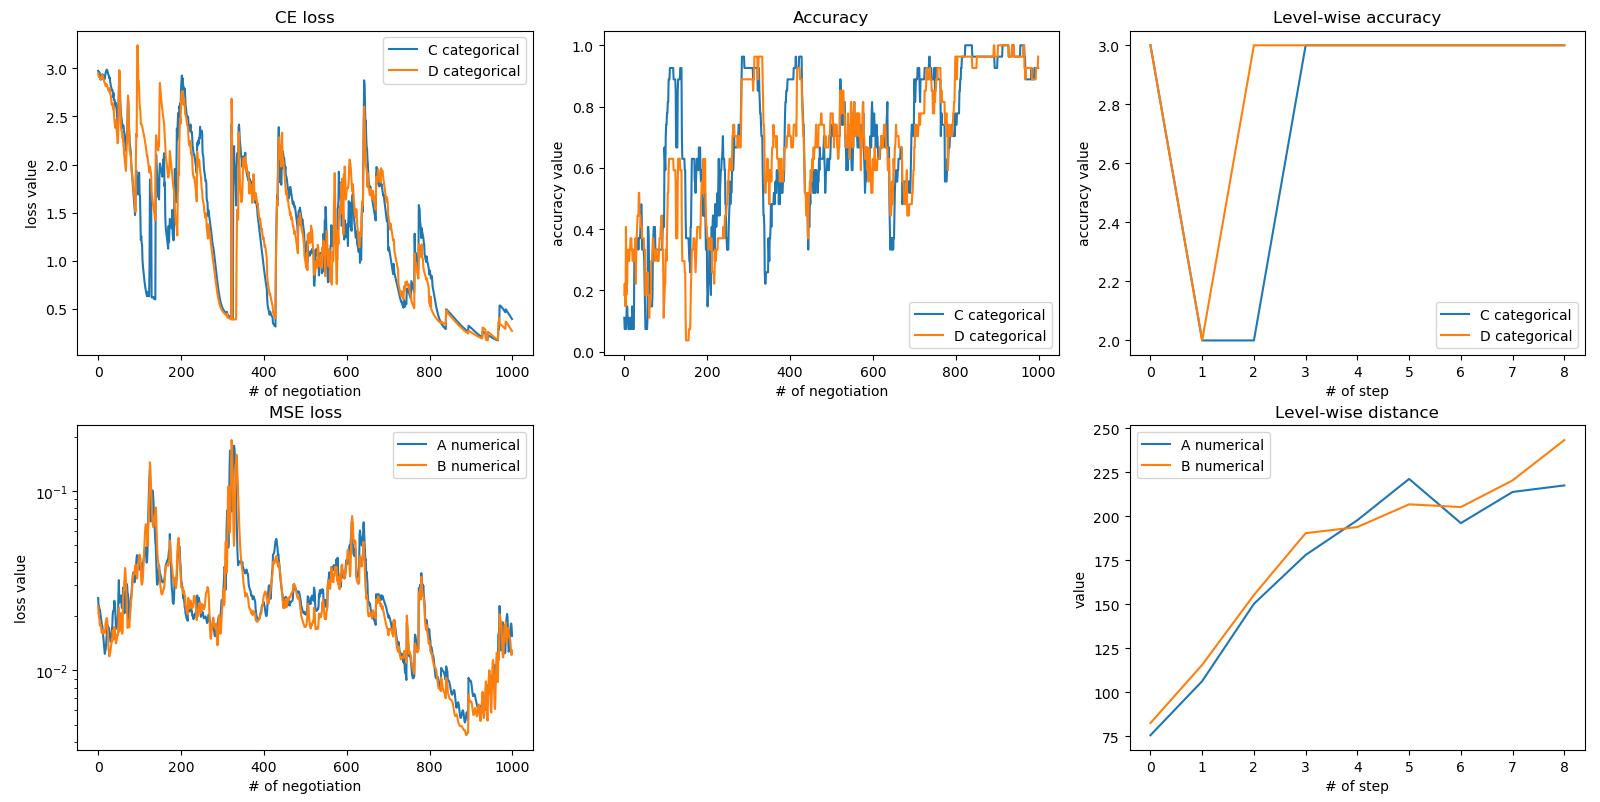 CE loss
loss value
3.0
2.5
2.0
1.5
1.0
0.5
C categorical
D categorical
0 200 400 600 800 1000
# of negotiation
Accuracy
accuracy value
1.0
0.8
0.6
0.4
0.2
0.0
C categorical
D categorical
0 200 400 600 800 1000
# of negotiation
Level-wise accuracy
accuracy value
3.0
2.8
2.6
2.4
2.2
2.0
C categorical
D categorical
0 1 2 3 4 5 6 7 8
# of step
MSE loss
loss value
10⁻¹
10⁻²
A numerical
B numerical
0 200 400 600 800 1000
# of negotiation
Level-wise distance
value
250
225
200
175
150
125
100
75
A numerical
B numerical
0 1 2 3 4 5 6 7 8
# of step